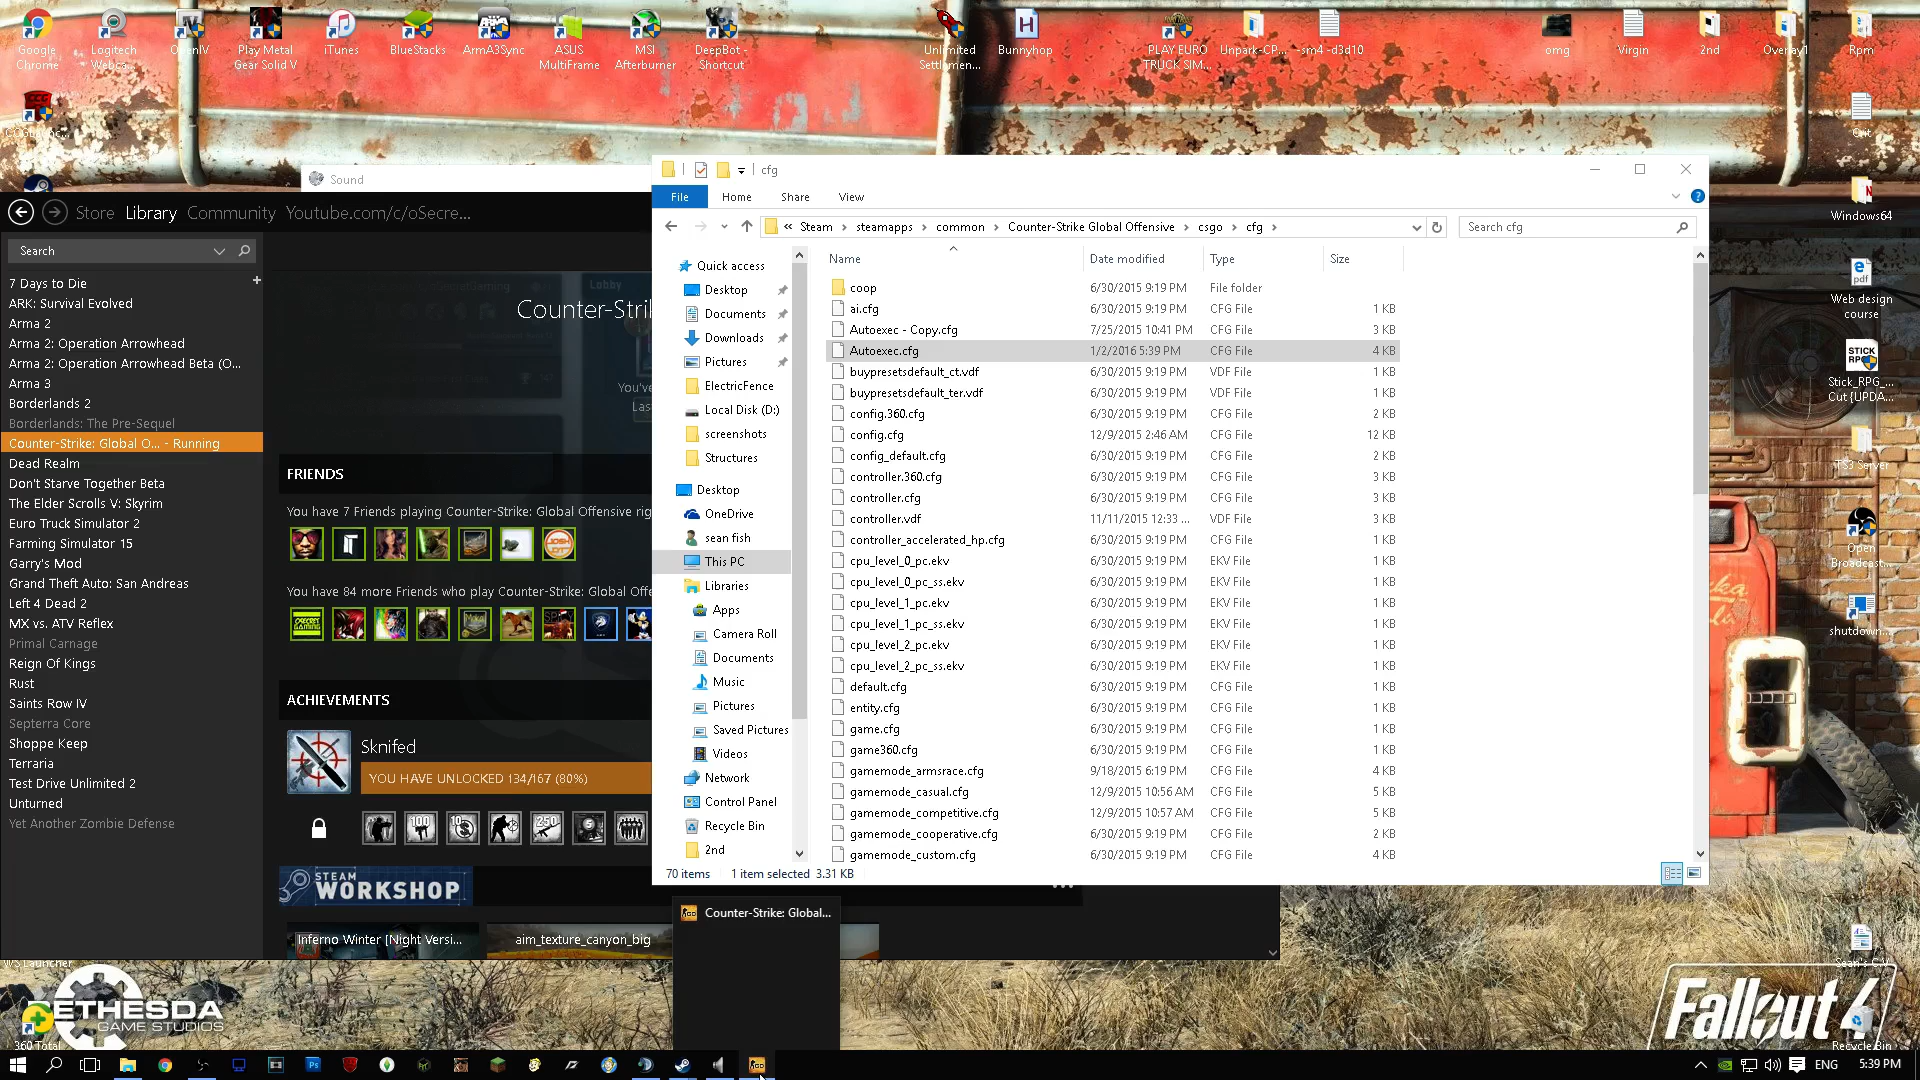 Google Chrome
Logitech Webca...
OpenIV
Play Metal Gear Solid V
iTunes
BlueStacks
ArmA3Sync
ASUS MultiFrame
MSI Afterburner
DeepBot - Shortcut
Unlimited Settlemen...
Bunnyhop
PLAY EURO TRUCK SIM...
Unpark-CP...
-sm4 -d3d10
omg
Virgin
2nd
Overlay1
Rpm
Sound
Store
Library
Community
Youtube.com/c/oSecre...
Search
7 Days to Die
ARK: Survival Evolved
Arma 2
Arma 2: Operation Arrowhead
Arma 2: Operation Arrowhead Beta (O...
Arma 3
Borderlands 2
Borderlands: The Pre-Sequel
Counter-Strike: Global O... - Running
Dead Realm
Don't Starve Together Beta
The Elder Scrolls V: Skyrim
Euro Truck Simulator 2
Farming Simulator 15
Garry's Mod
Grand Theft Auto: San Andreas
Left 4 Dead 2
MX vs. ATV Reflex
Primal Carnage
Reign Of Kings
Rust
Saints Row IV
Septerra Core
Shoppe Keep
Terraria
Test Drive Unlimited 2
Unturned
Yet Another Zombie Defense
Lobby
Counter-Strik
You've
Las
FRIENDS
You have 7 Friends playing Counter-Strike: Global Offensive rig
You have 84 more Friends who play Counter-Strike: Global Offe
ACHIEVEMENTS
Sknifed
YOU HAVE UNLOCKED 134/167 (80%)
100
10
250
STEAM WORKSHOP
Inferno Winter [Night Versi...
aim_texture_canyon_big
cfg
File
Home
Share
View
« Steam > steamapps > common > Counter-Strike Global Offensive > csgo > cfg >
Search cfg
Quick access
Desktop
Documents
Downloads
Pictures
ElectricFence
Local Disk (D:)
screenshots
Structures
Desktop
OneDrive
sean fish
This PC
Libraries
Apps
Camera Roll
Documents
Music
Pictures
Saved Pictures
Videos
Network
Control Panel
Recycle Bin
2nd
Name Date modified Type Size
coop 6/30/2015 9:19 PM File folder
ai.cfg 6/30/2015 9:19 PM CFG File 1 KB
Autoexec - Copy.cfg 7/25/2015 10:41 PM CFG File 3 KB
Autoexec.cfg 1/2/2016 5:39 PM CFG File 4 KB
buypresetsdefault_ct.vdf 6/30/2015 9:19 PM VDF File 1 KB
buypresetsdefault_ter.vdf 6/30/2015 9:19 PM VDF File 1 KB
config.360.cfg 6/30/2015 9:19 PM CFG File 2 KB
config.cfg 12/9/2015 2:46 AM CFG File 12 KB
config_default.cfg 6/30/2015 9:19 PM CFG File 2 KB
controller.360.cfg 6/30/2015 9:19 PM CFG File 3 KB
controller.cfg 6/30/2015 9:19 PM CFG File 3 KB
controller.vdf 11/11/2015 12:33 ... VDF File 3 KB
controller_accelerated_hp.cfg 6/30/2015 9:19 PM CFG File 1 KB
cpu_level_0_pc.ekv 6/30/2015 9:19 PM EKV File 1 KB
cpu_level_0_pc_ss.ekv 6/30/2015 9:19 PM EKV File 1 KB
cpu_level_1_pc.ekv 6/30/2015 9:19 PM EKV File 1 KB
cpu_level_1_pc_ss.ekv 6/30/2015 9:19 PM EKV File 1 KB
cpu_level_2_pc.ekv 6/30/2015 9:19 PM EKV File 1 KB
cpu_level_2_pc_ss.ekv 6/30/2015 9:19 PM EKV File 1 KB
default.cfg 6/30/2015 9:19 PM CFG File 1 KB
entity.cfg 6/30/2015 9:19 PM CFG File 1 KB
game.cfg 6/30/2015 9:19 PM CFG File 1 KB
game360.cfg 6/30/2015 9:19 PM CFG File 1 KB
gamemode_armsrace.cfg 9/18/2015 6:19 PM CFG File 4 KB
gamemode_casual.cfg 12/9/2015 10:56 AM CFG File 5 KB
gamemode_competitive.cfg 12/9/2015 10:57 AM CFG File 5 KB
gamemode_cooperative.cfg 6/30/2015 9:19 PM CFG File 2 KB
gamemode_custom.cfg 6/30/2015 9:19 PM CFG File 4 KB
70 items 1 item selected 3.31 KB
Windows64
Web design course
Stick_RPG_... Cut {UPDA...
TS3 Server
Open Broadcast...
shutdown...
Sean's C.V
Recycle Bin
Counter-Strike: Global...
WS Launcher
BETHESDA
GAME STUDIOS
360 Total
Fallout 4
ENG
5:39 PM